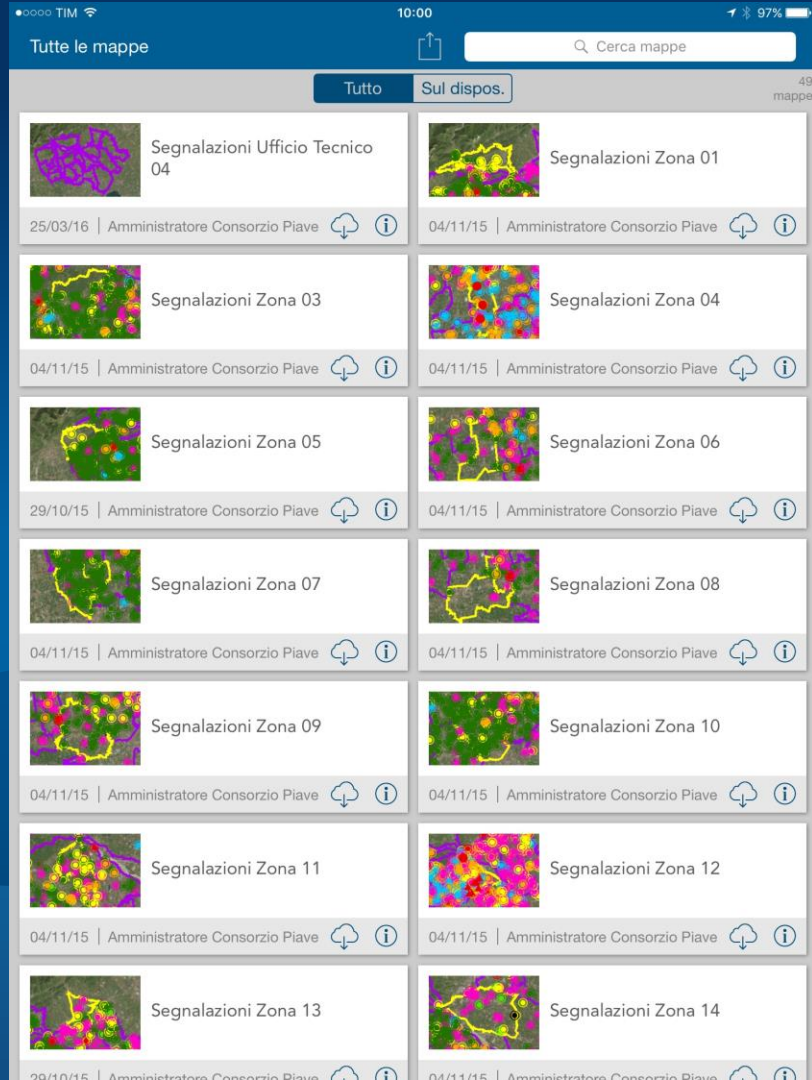 TIM 10:00 97%
Tutte le mappe Cerca mappe
Tutto Sul dispos. 49 mappe
Segnalazioni Ufficio Tecnico
04
25/03/16 | Amministratore Consorzio Piave
Segnalazioni Zona 01
04/11/15 | Amministratore Consorzio Piave
Segnalazioni Zona 03
04/11/15 | Amministratore Consorzio Piave
Segnalazioni Zona 04
04/11/15 | Amministratore Consorzio Piave
Segnalazioni Zona 05
29/10/15 | Amministratore Consorzio Piave
Segnalazioni Zona 06
04/11/15 | Amministratore Consorzio Piave
Segnalazioni Zona 07
04/11/15 | Amministratore Consorzio Piave
Segnalazioni Zona 08
04/11/15 | Amministratore Consorzio Piave
Segnalazioni Zona 09
04/11/15 | Amministratore Consorzio Piave
Segnalazioni Zona 10
04/11/15 | Amministratore Consorzio Piave
Segnalazioni Zona 11
04/11/15 | Amministratore Consorzio Piave
Segnalazioni Zona 12
04/11/15 | Amministratore Consorzio Piave
Segnalazioni Zona 13
29/10/15 | Amministratore Consorzio Piave
Segnalazioni Zona 14
04/11/15 | Amministratore Consorzio Piave